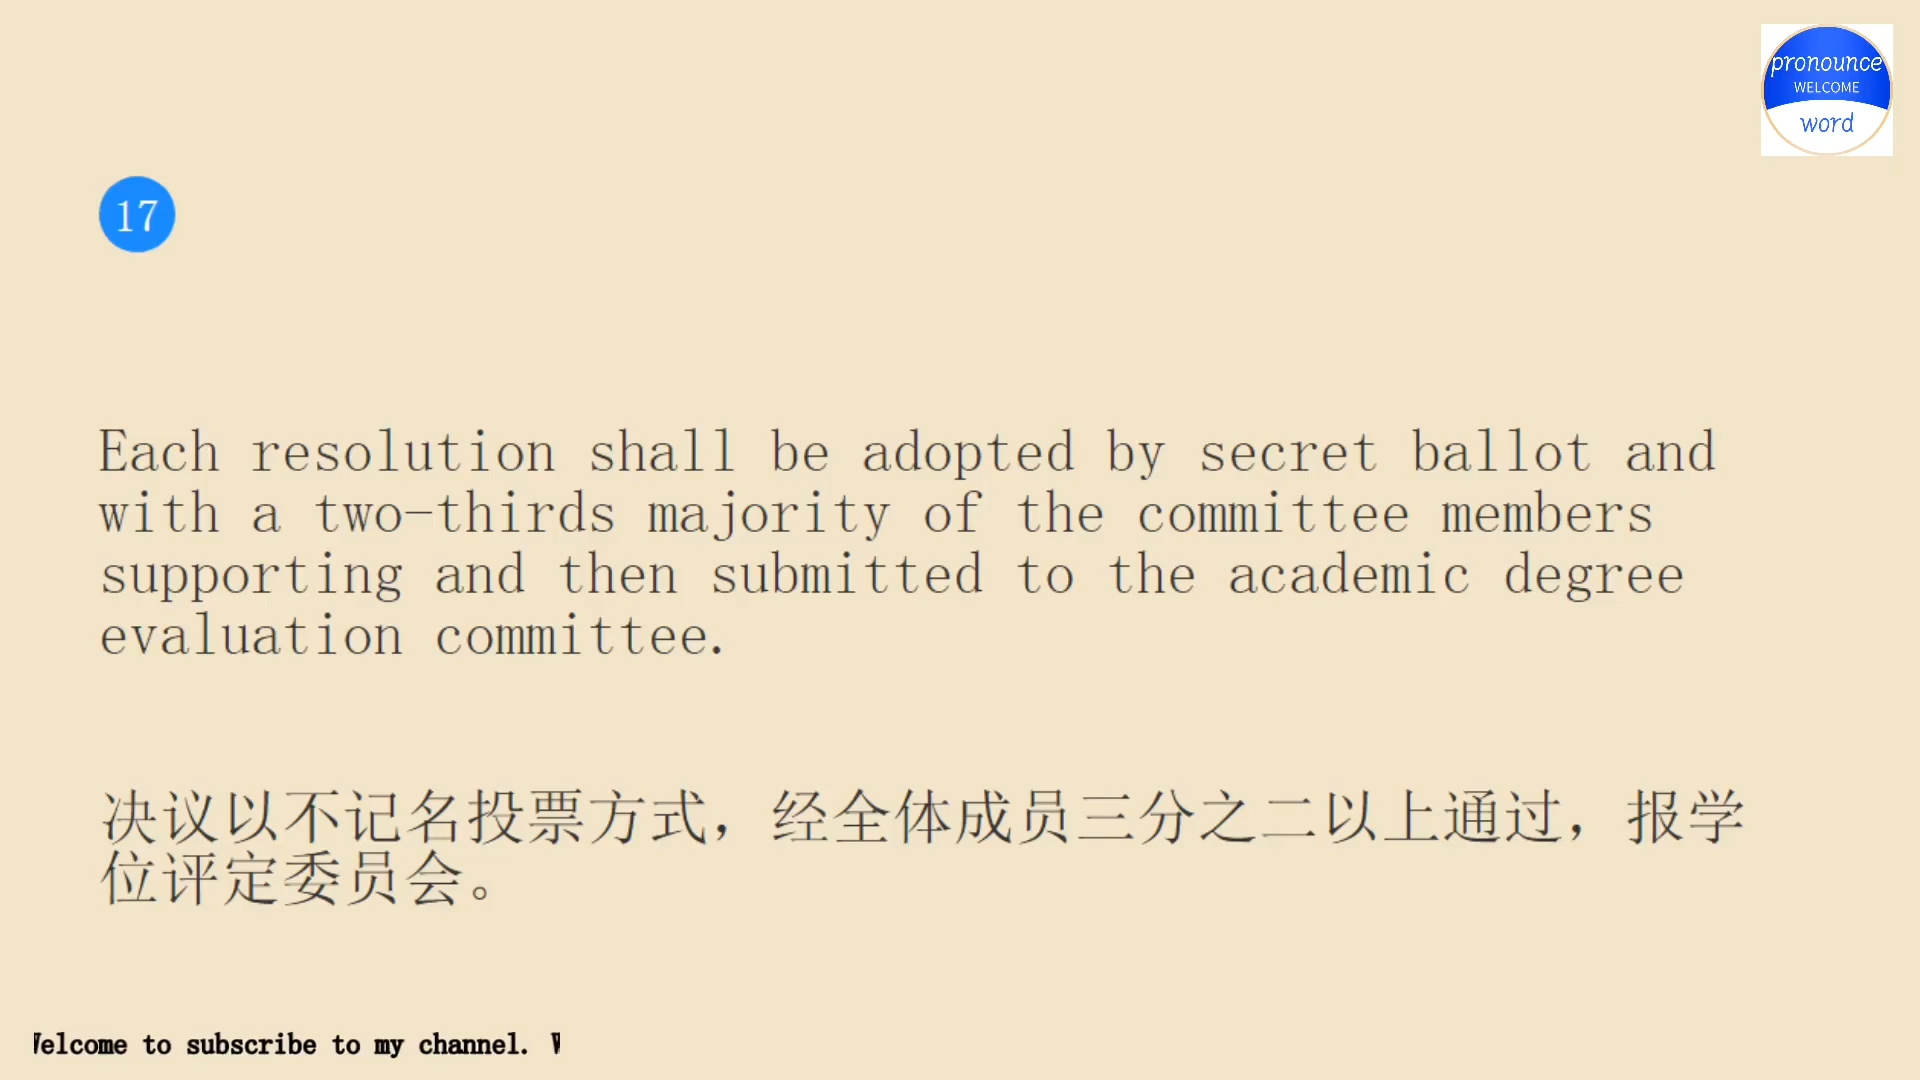 pronounce
WELCOME
word
17
Each resolution shall be adopted by secret ballot and
with a two-thirds majority of the committee members
supporting and then submitted to the academic degree
evaluation committee.
决议以不记名投票方式，经全体成员三分之二以上通过，报学
位评定委员会。
Welcome to subscribe to my channel. W